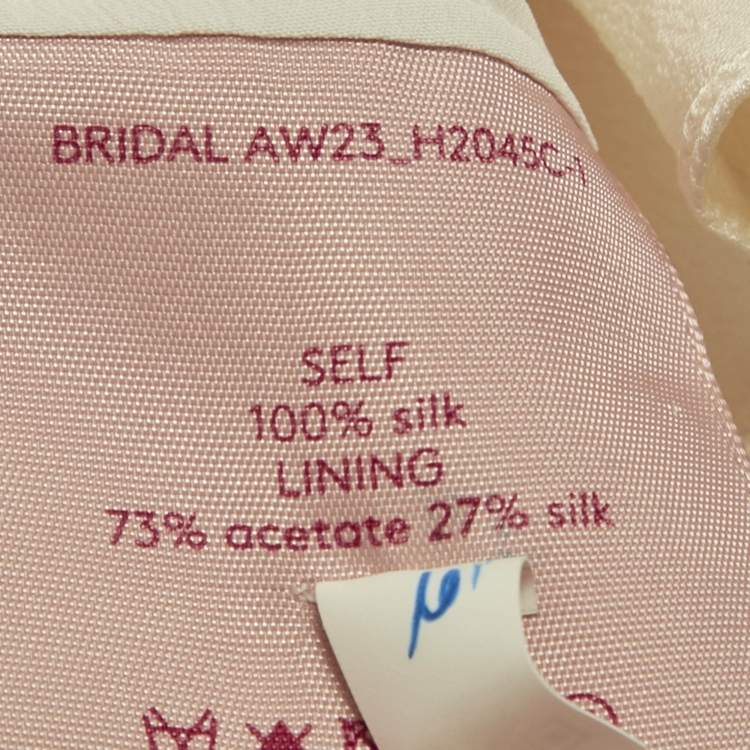 BRIDAL AW23_H2045C-1
SELF
100% silk
LINING
73% acetate 27% silk